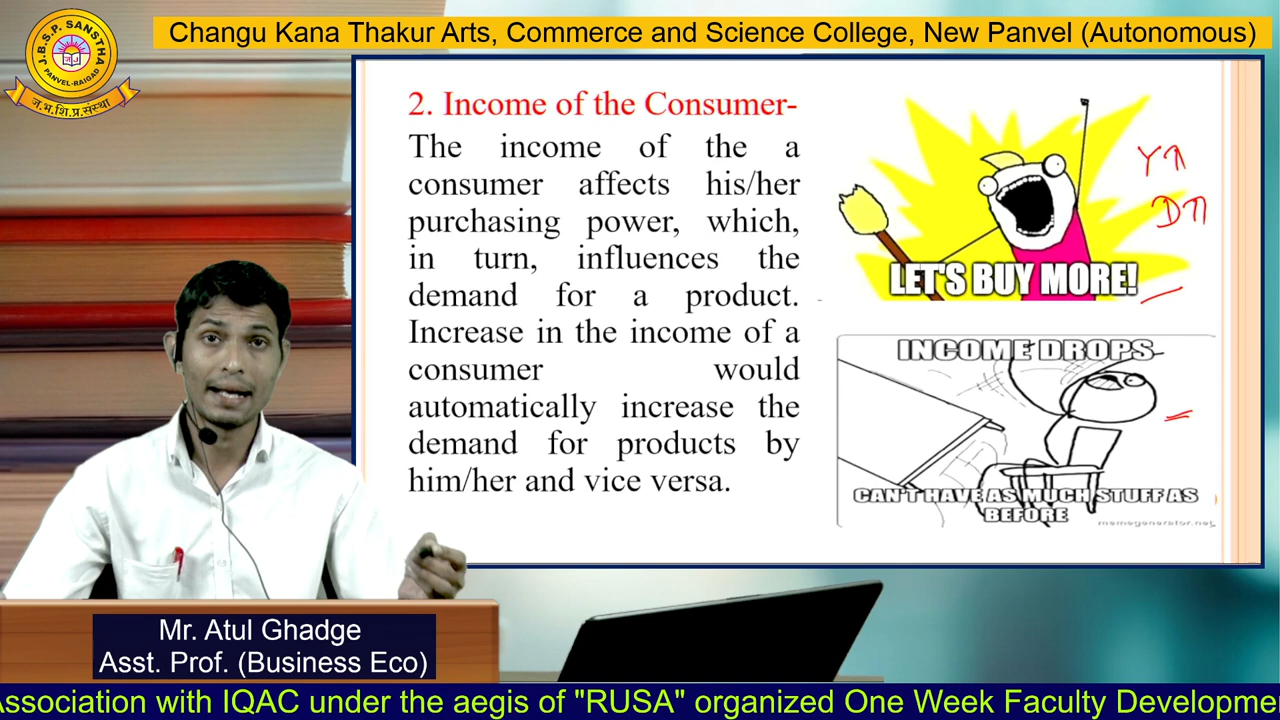 J.B.S.P. SANSTHA
PANVEL-RAIGAD
ज.भ.शि.प्र.संस्था
Changu Kana Thakur Arts, Commerce and Science College, New Panvel (Autonomous)
2. Income of the Consumer-
The income of the a
consumer affects his/her
purchasing power, which,
in turn, influences the
demand for a product.
Increase in the income of a
consumer would
automatically increase the
demand for products by
him/her and vice versa.
Y↑
D↑
LET'S BUY MORE!
INCOME DROPS
CAN'T HAVE AS MUCH STUFF AS
BEFORE
memegenerator.net
Mr. Atul Ghadge
Asst. Prof. (Business Eco)
Association with IQAC under the aegis of "RUSA" organized One Week Faculty Developme